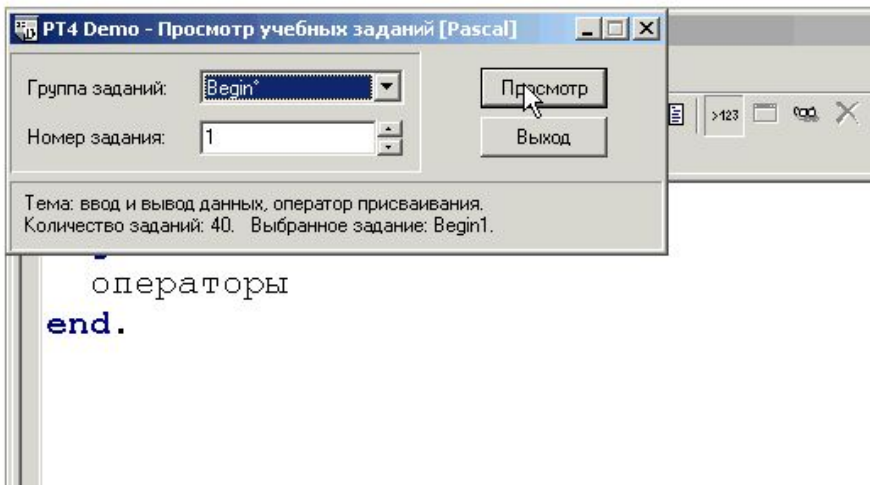 PT4 Demo - Просмотр учебных заданий [Pascal]
Группа заданий: Begin* Просмотр
Номер задания: 1 Выход
>123
Тема: ввод и вывод данных, оператор присваивания.
Количество заданий: 40. Выбранное задание: Begin1.
операторы
end.